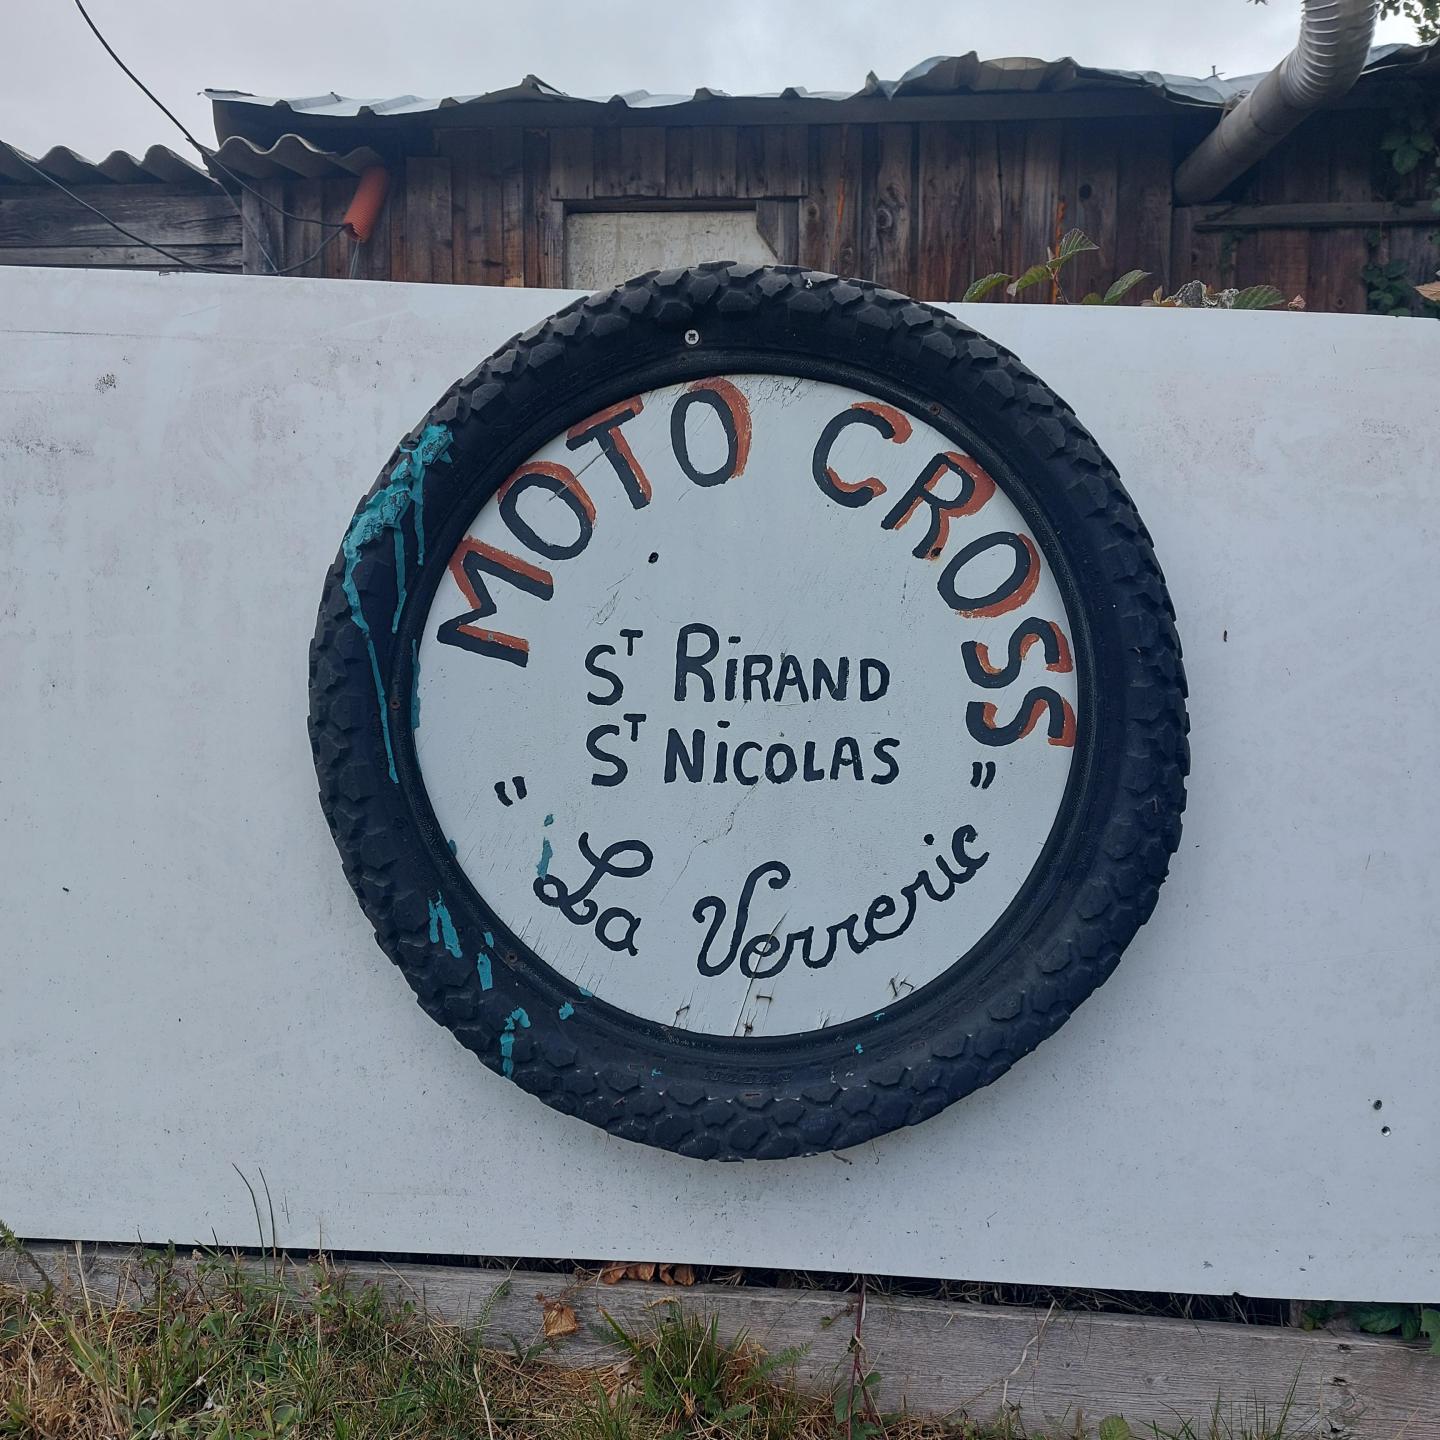 MOTO CROSS
ST RiRAND
ST NiCOLAS
" La Verrerie "